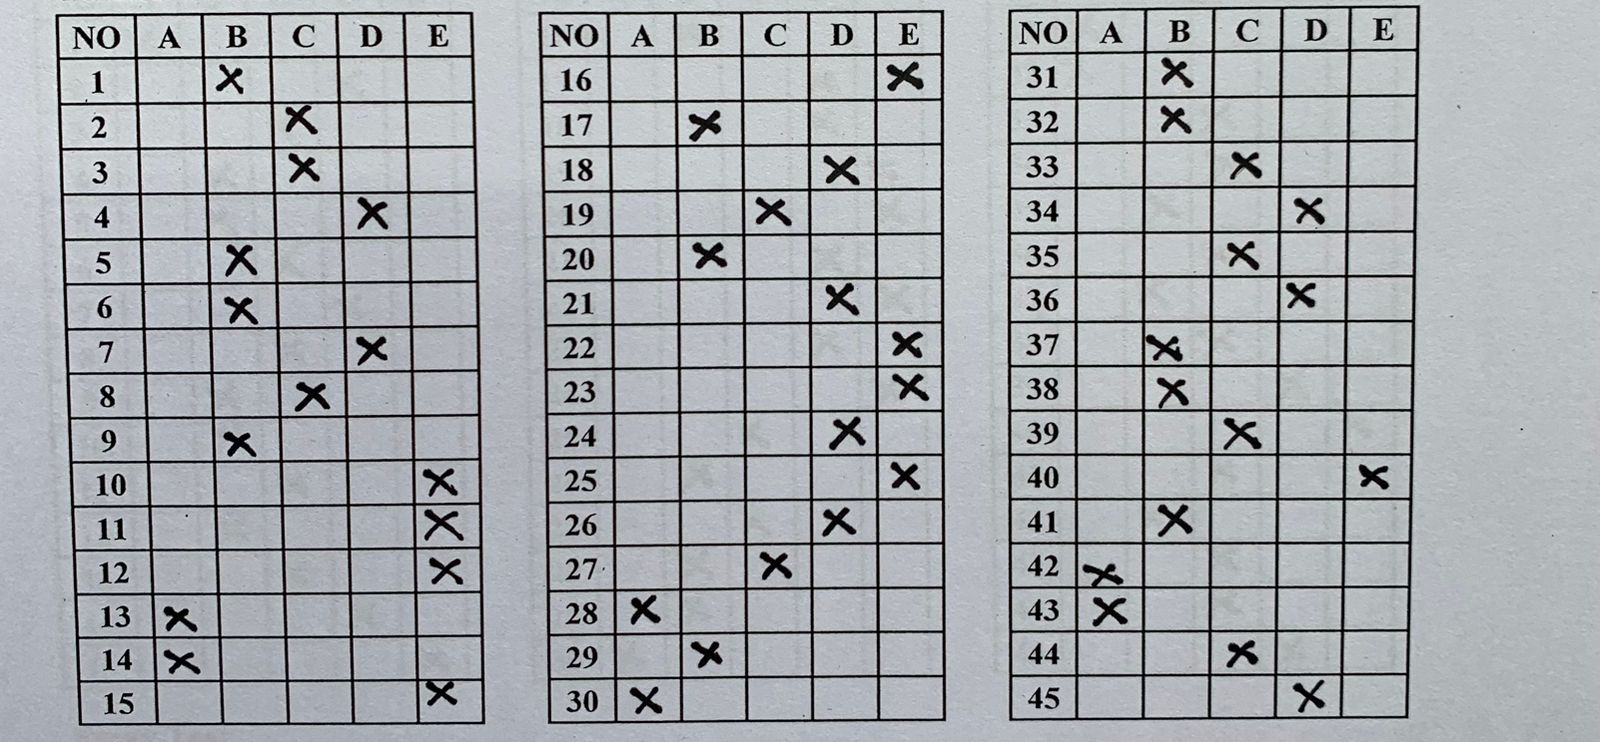 NO A B C D E
1 X
2 X
3 X
4 X
5 X
6 X
7 X
8 X
9 X
10 X
11 X
12 X
13 X
14 X
15 X
NO A B C D E
16 X
17 X
18 X
19 X
20 X
21 X
22 X
23 X
24 X
25 X
26 X
27 X
28 X
29 X
30 X
NO A B C D E
31 X
32 X
33 X
34 X
35 X
36 X
37 X
38 X
39 X
40 X
41 X
42 X
43 X
44 X
45 X